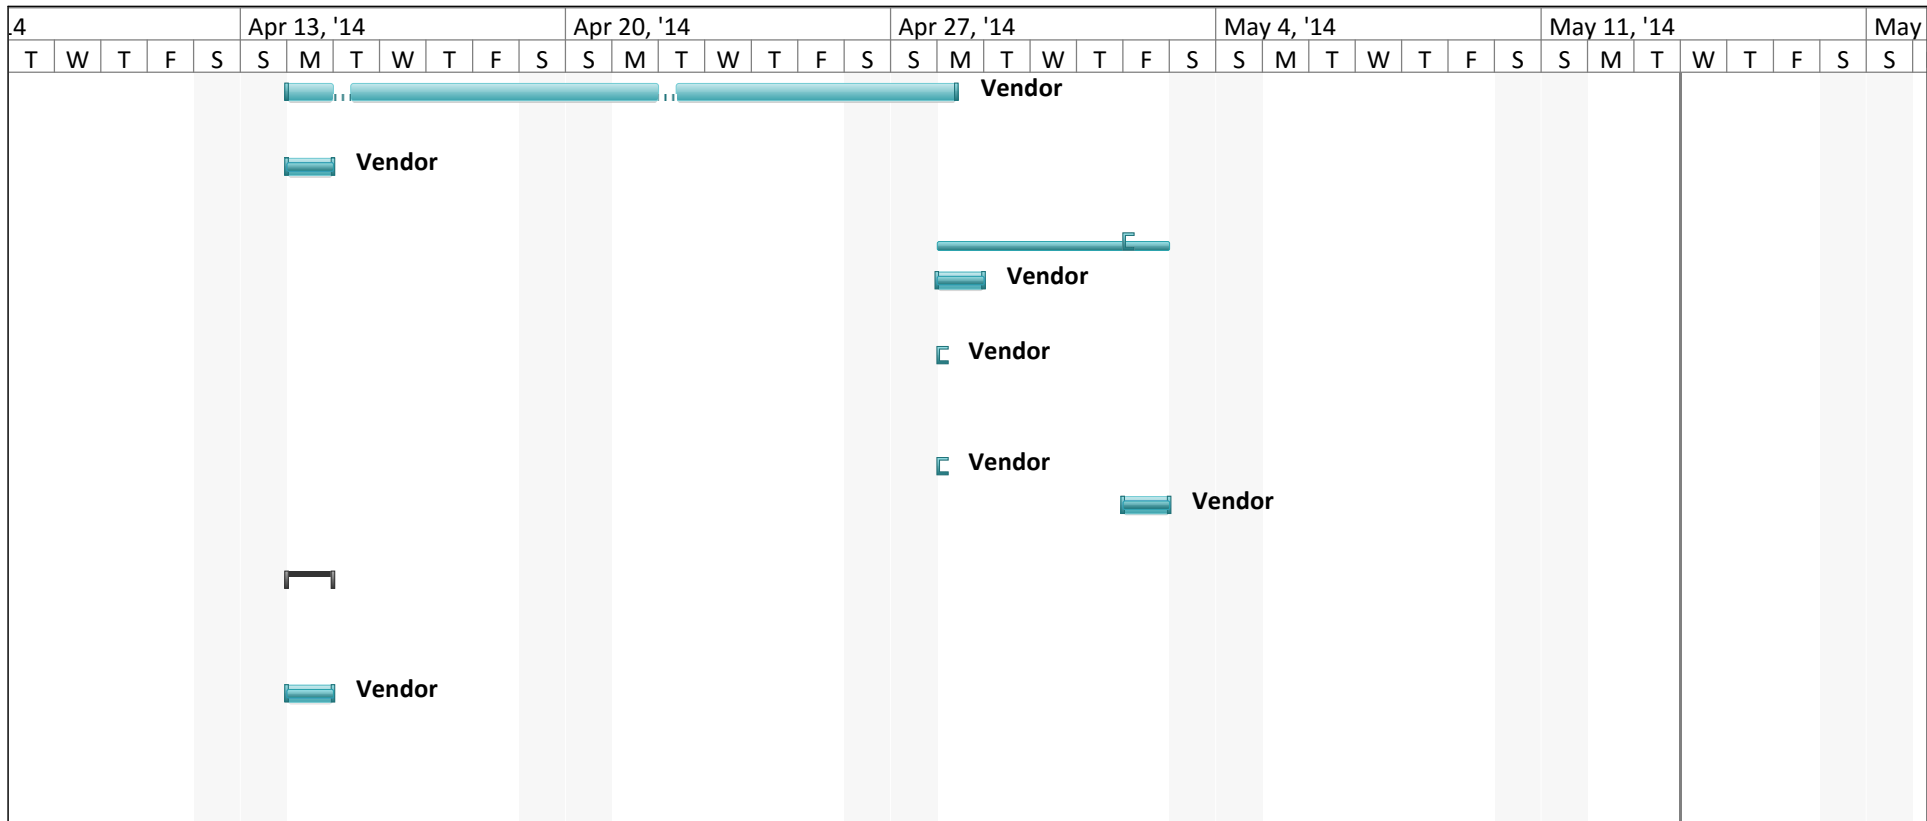 .4 Apr 13, '14 Apr 20, '14 Apr 27, '14 May 4, '14 May 11, '14 May
T W T F S S M T W T F S S M T W T F S S M T W T F S S M T W T F S S M T W T F S S
Vendor
Vendor
Vendor
Vendor
Vendor
Vendor
Vendor